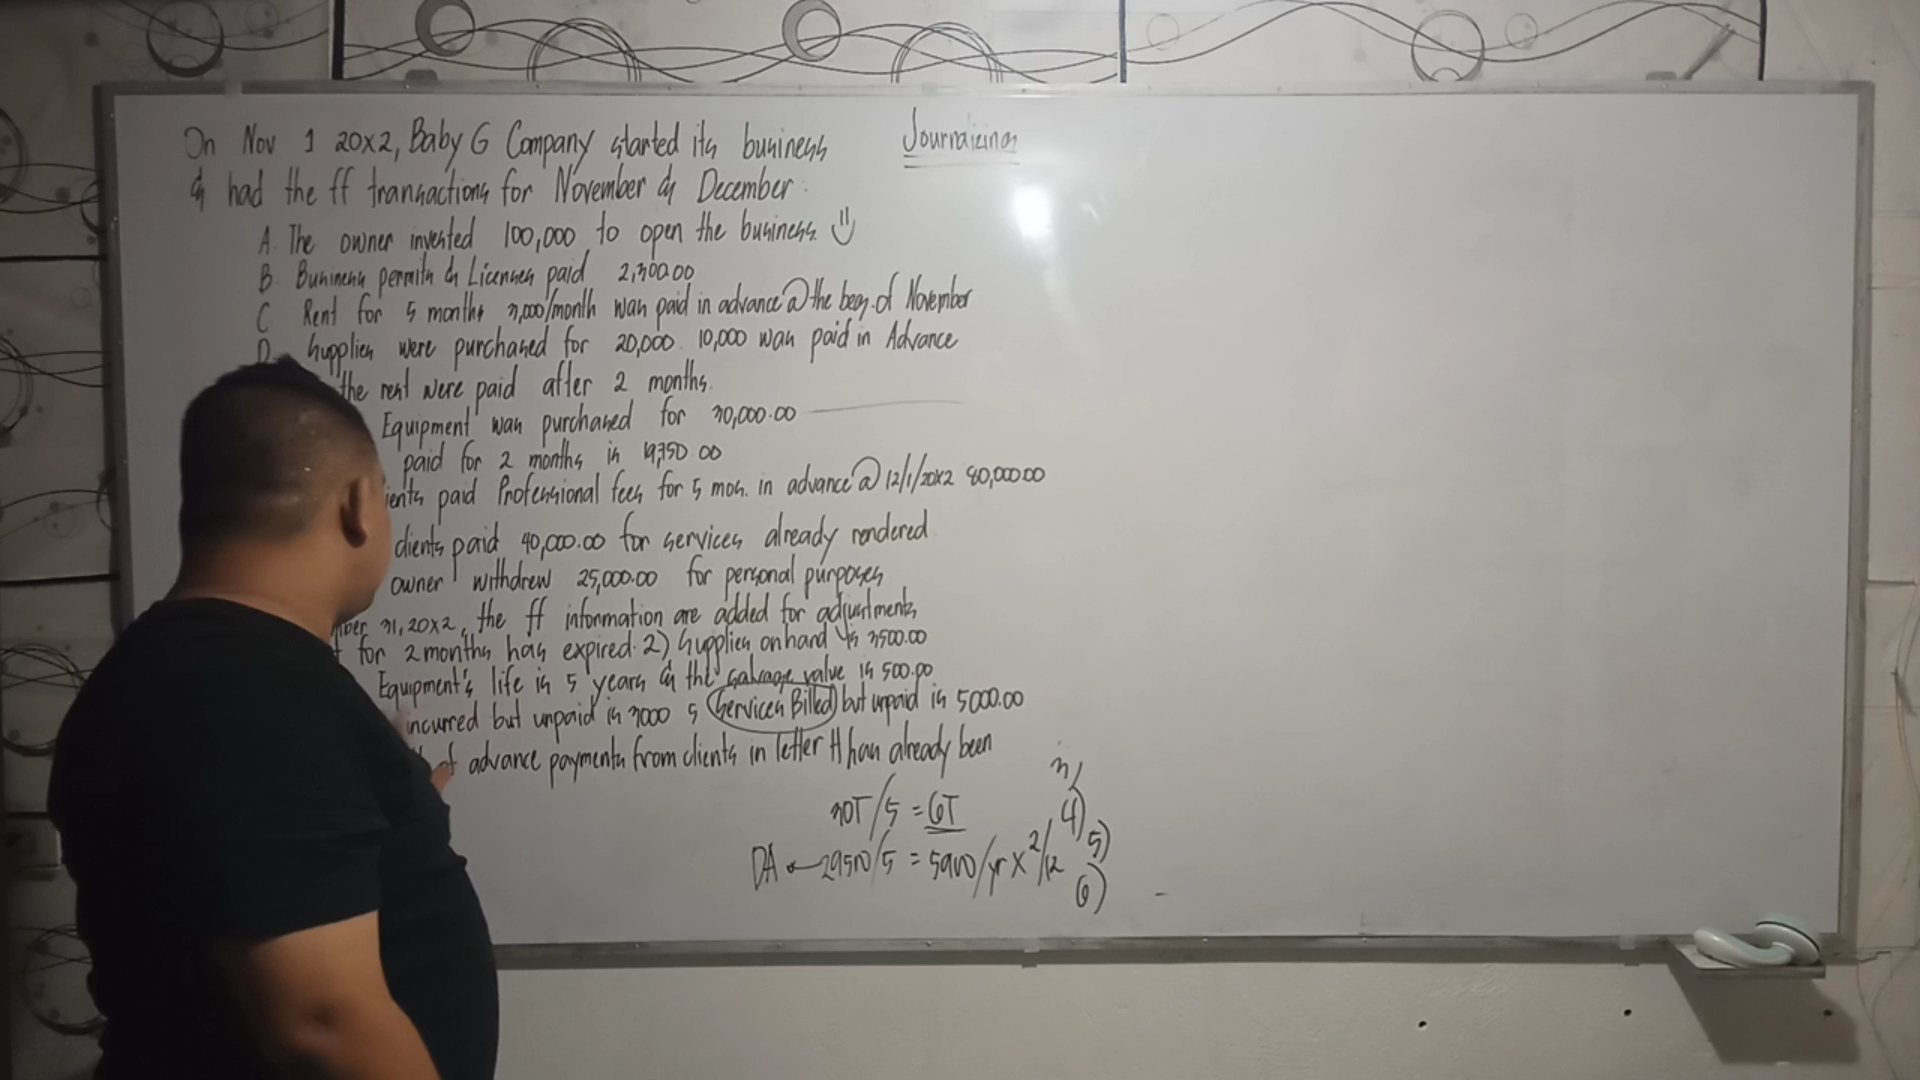 On Nov 1 20x2, Baby G Company started its business
& had the ff transactions for November & December:
A. The owner invested 100,000 to open the business.
B. Business permits & Licenses paid 2,300.00
C Rent for 5 months 3,000/month was paid in advance @ the beg. of November
D Supplies were purchased for 20,000. 10,000 was paid in Advance
the rest were paid after 2 months.
Equipment was purchased for 30,000.00
paid for 2 months is
ients paid Professional fees for 5 mos. in advance @ 12/1/20x2 80,000.00
clients paid 40,000.00 for services already rendered
owner withdrew 25,000.00 for personal purposes
mber 31, 20x2, the ff information are added for adjustments
for 2 months has expired. 2) Supplies on hand is 3500.00
Equipment's life is 5 years & the salvage value is 500.00
incurred but unpaid is 3000 5 Services Billed but unpaid is 5000.00
of advance payments from clients in letter H has already been
Journalizing
30T/5 = 6T
DA 29500/5 = 5900/yr x 2/12
3)
4)
5)
6)